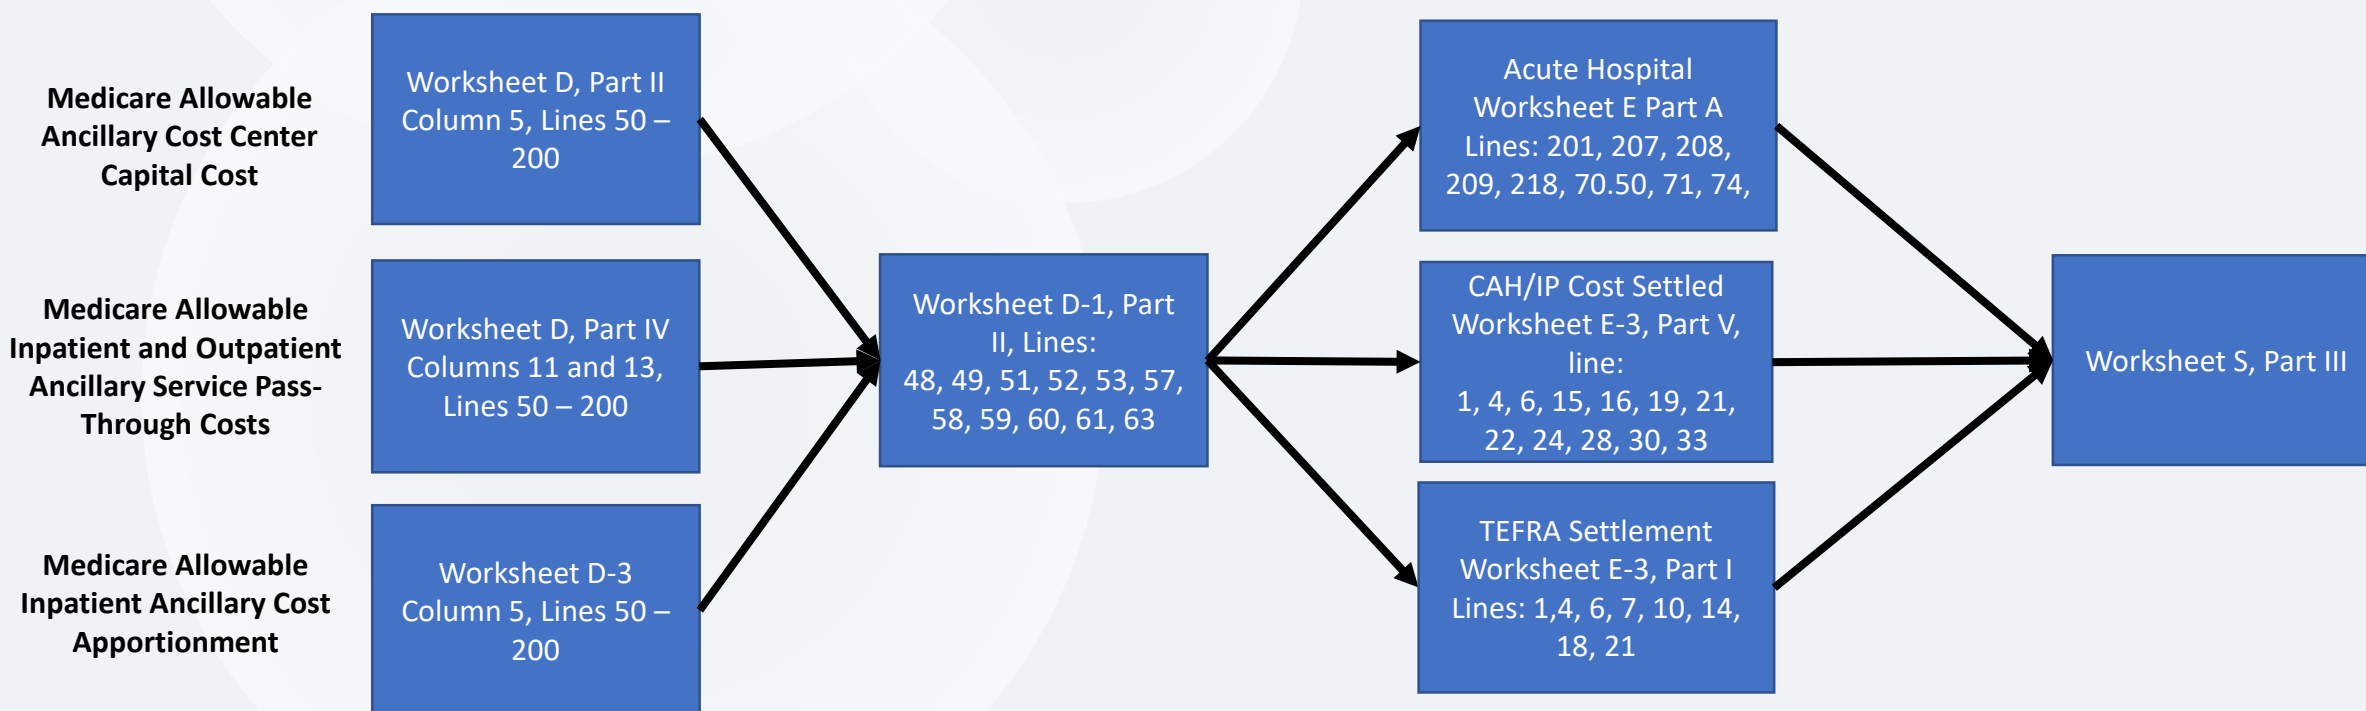 Medicare Allowable
Ancillary Cost Center
Capital Cost
Worksheet D, Part II
Column 5, Lines 50 –
200
Medicare Allowable
Inpatient and Outpatient
Ancillary Service Pass-
Through Costs
Worksheet D, Part IV
Columns 11 and 13,
Lines 50 – 200
Medicare Allowable
Inpatient Ancillary Cost
Apportionment
Worksheet D-3
Column 5, Lines 50 –
200
Worksheet D-1, Part
II, Lines:
48, 49, 51, 52, 53, 57,
58, 59, 60, 61, 63
Acute Hospital
Worksheet E Part A
Lines: 201, 207, 208,
209, 218, 70.50, 71, 74,
CAH/IP Cost Settled
Worksheet E-3, Part V,
line:
1, 4, 6, 15, 16, 19, 21,
22, 24, 28, 30, 33
TEFRA Settlement
Worksheet E-3, Part I
Lines: 1,4, 6, 7, 10, 14,
18, 21
Worksheet S, Part III